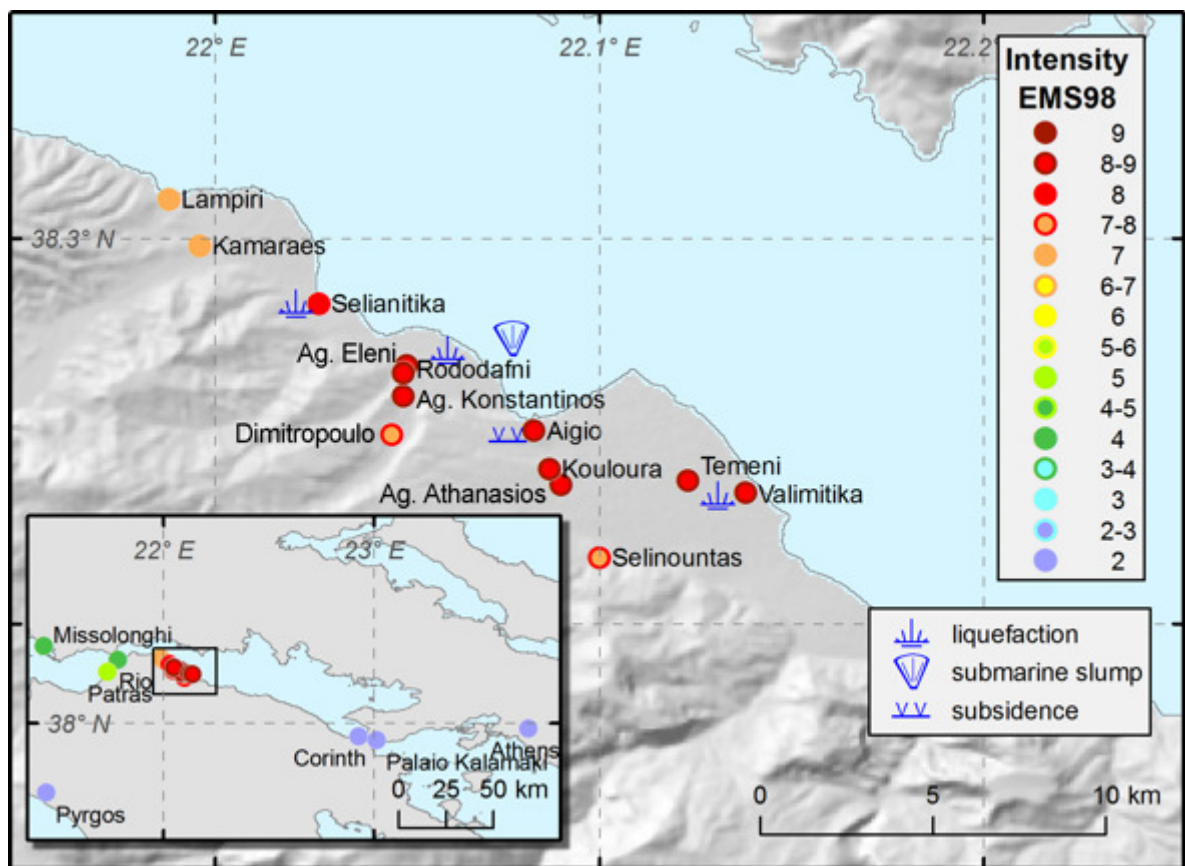 22° E
22.1° E
22.2°
Intensity
EMS98
9
8-9
8
7-8
7
6-7
6
5-6
5
4-5
4
3-4
3
2-3
2
Lampiri
38.3° N
Kamaraes
Selianitika
Ag. Eleni
Rododafni
Ag. Konstantinos
Dimitropoulo
Aigio
Kouloura
Temeni
Ag. Athanasios
Valimitika
Selinountas
22° E
23° E
Missolonghi
Rio
Patras
38° N
Corinth
Athens
Palaio Kalamaki
0 25 50 km
Pyrgos
liquefaction
submarine slump
subsidence
0 5 10 km